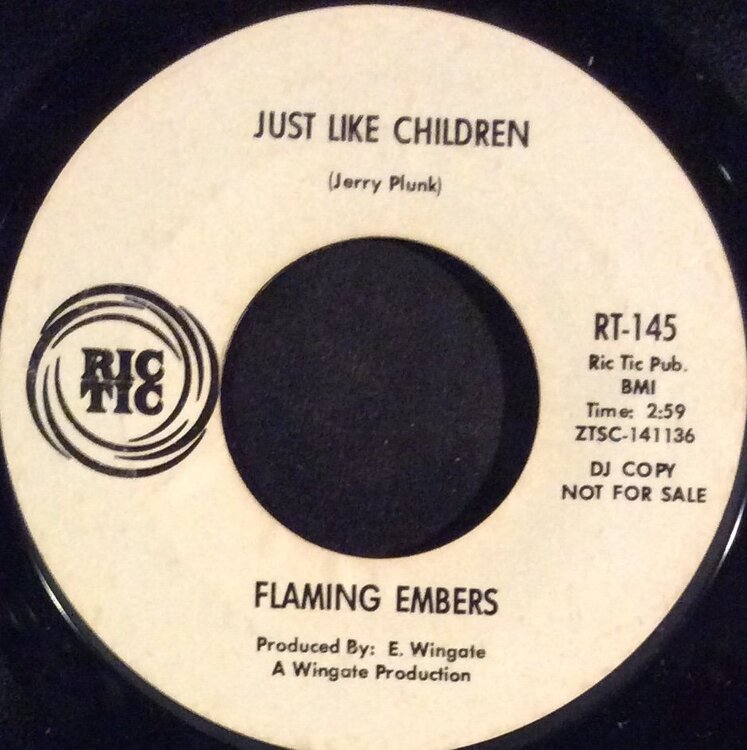 JUST LIKE CHILDREN
(Jerry Plunk)
RIC
TIC
RT-145
Ric Tic Pub.
BMI
Time: 2:59
ZTSC-141136
DJ COPY
NOT FOR SALE
FLAMING EMBERS
Produced By: E. Wingate
A Wingate Production